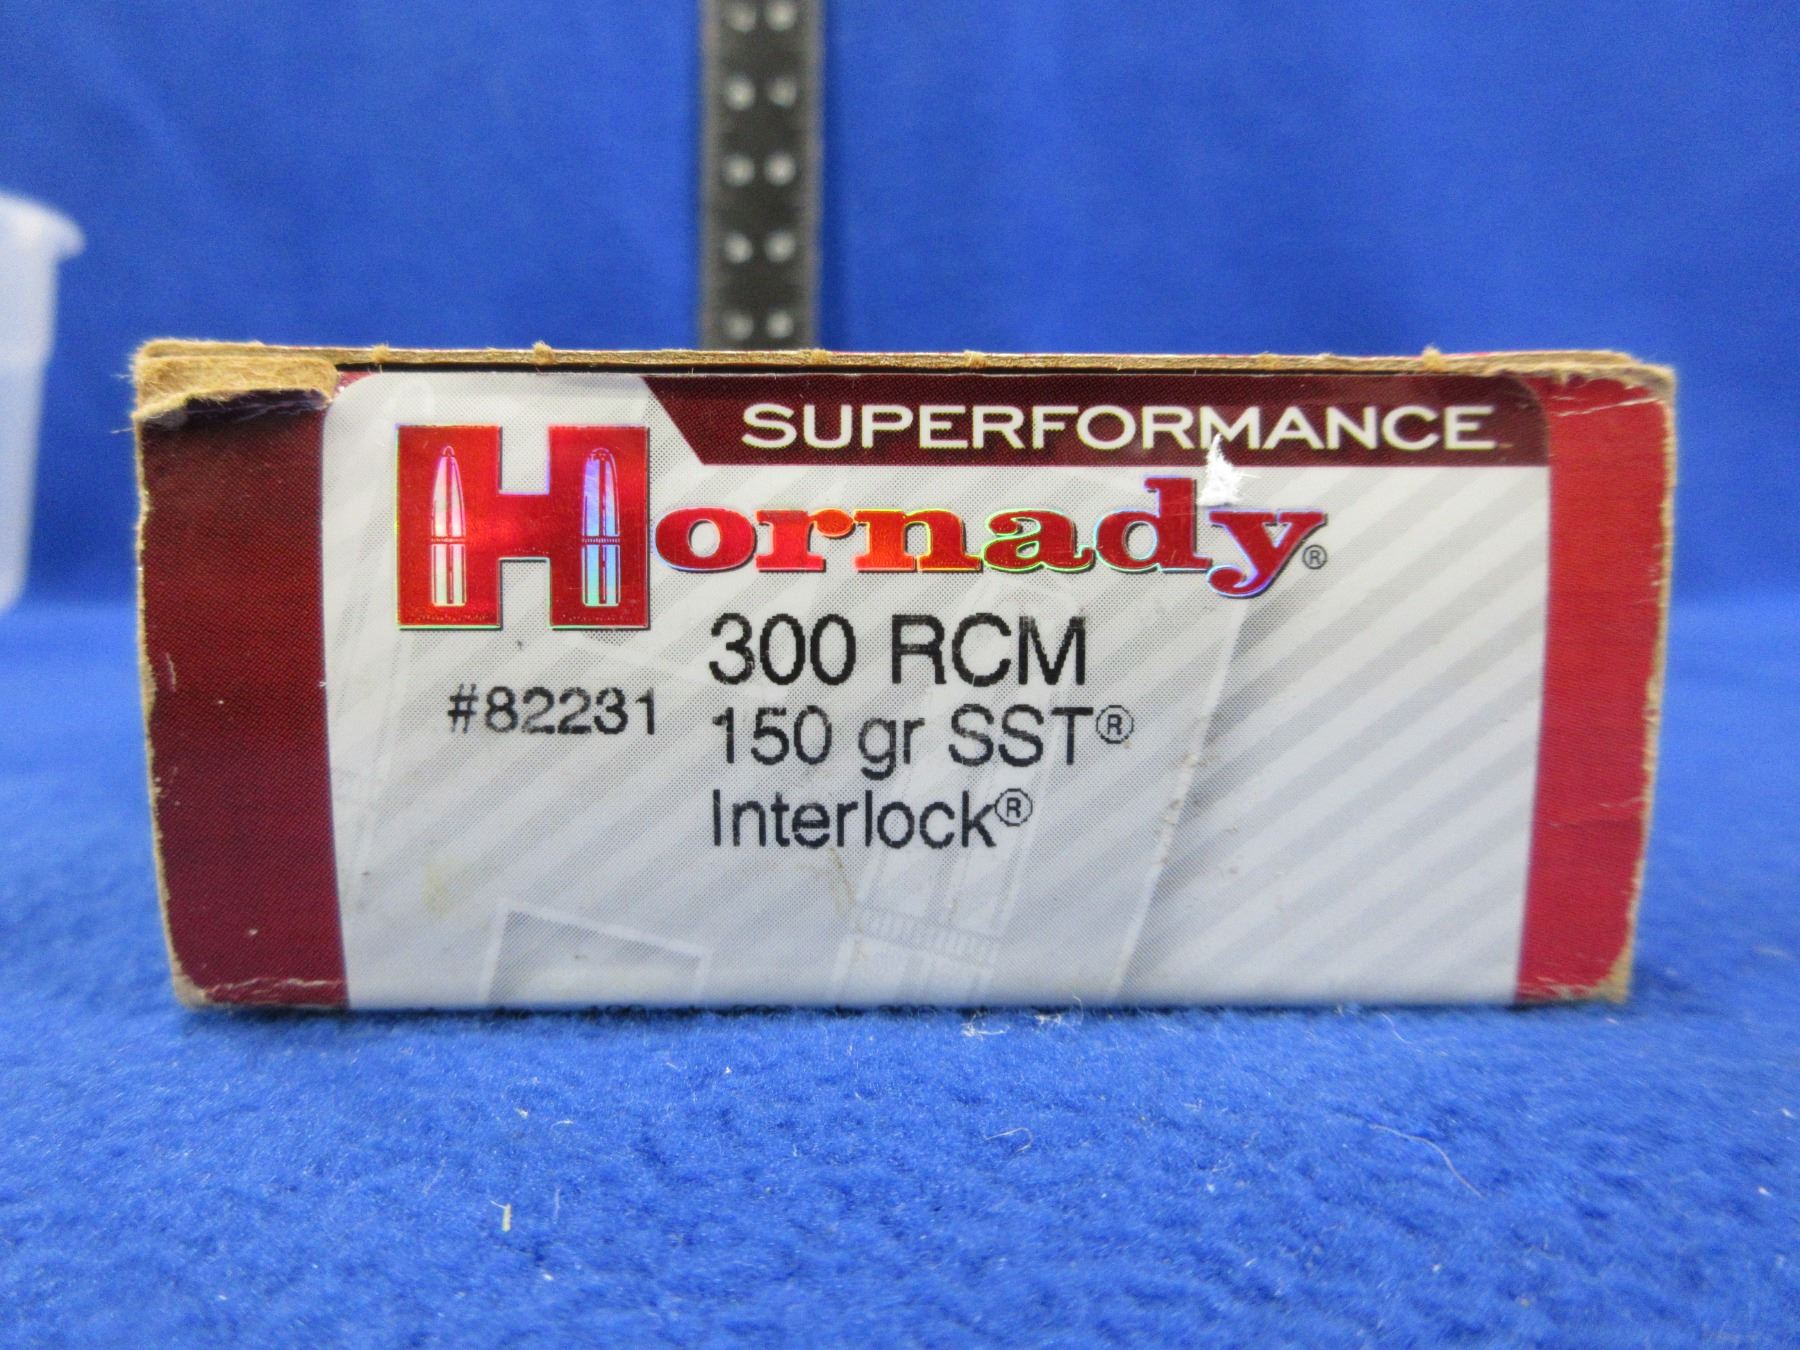 SUPERFORMANCE
Hornady®
300 RCM
#82231
150 gr SST®
Interlock®